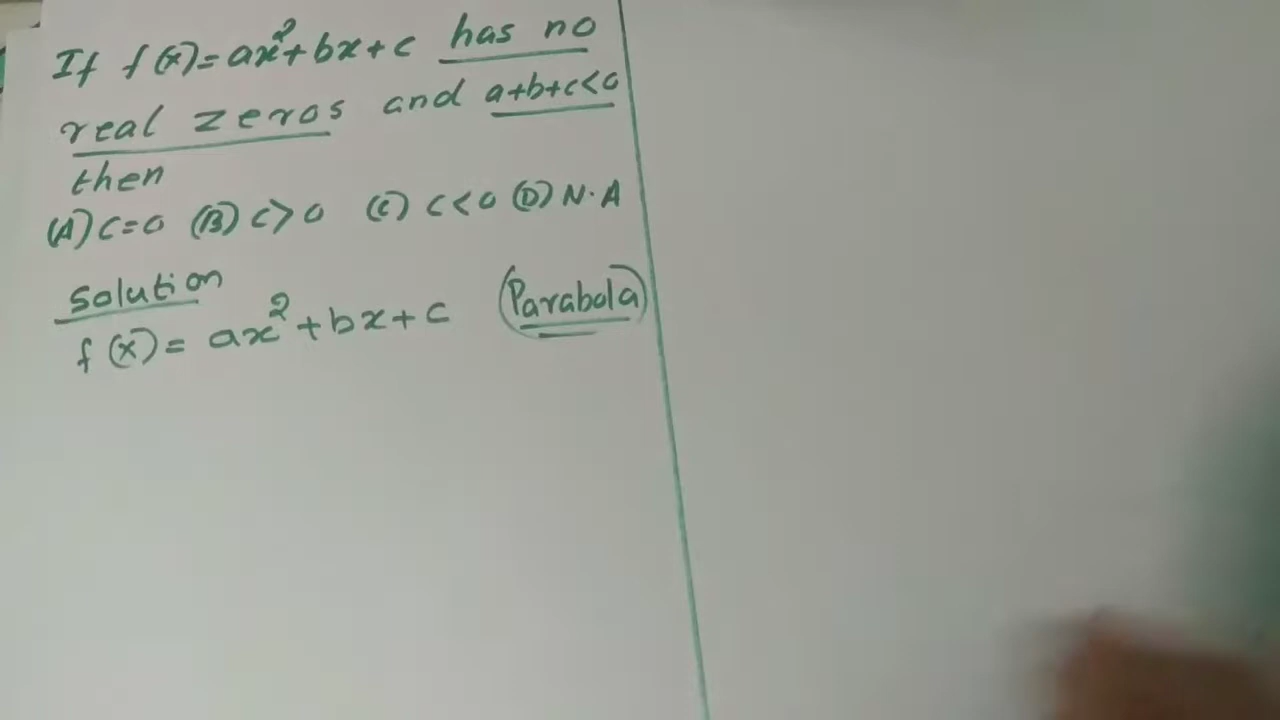 If f(x)=ax²+bx+c has no
real zeros and a+b+c<0
then
(A) c=0 (B) c>0 (C) c<0 (D) N.A
Solution
f(x)= ax²+bx+c (Parabola)